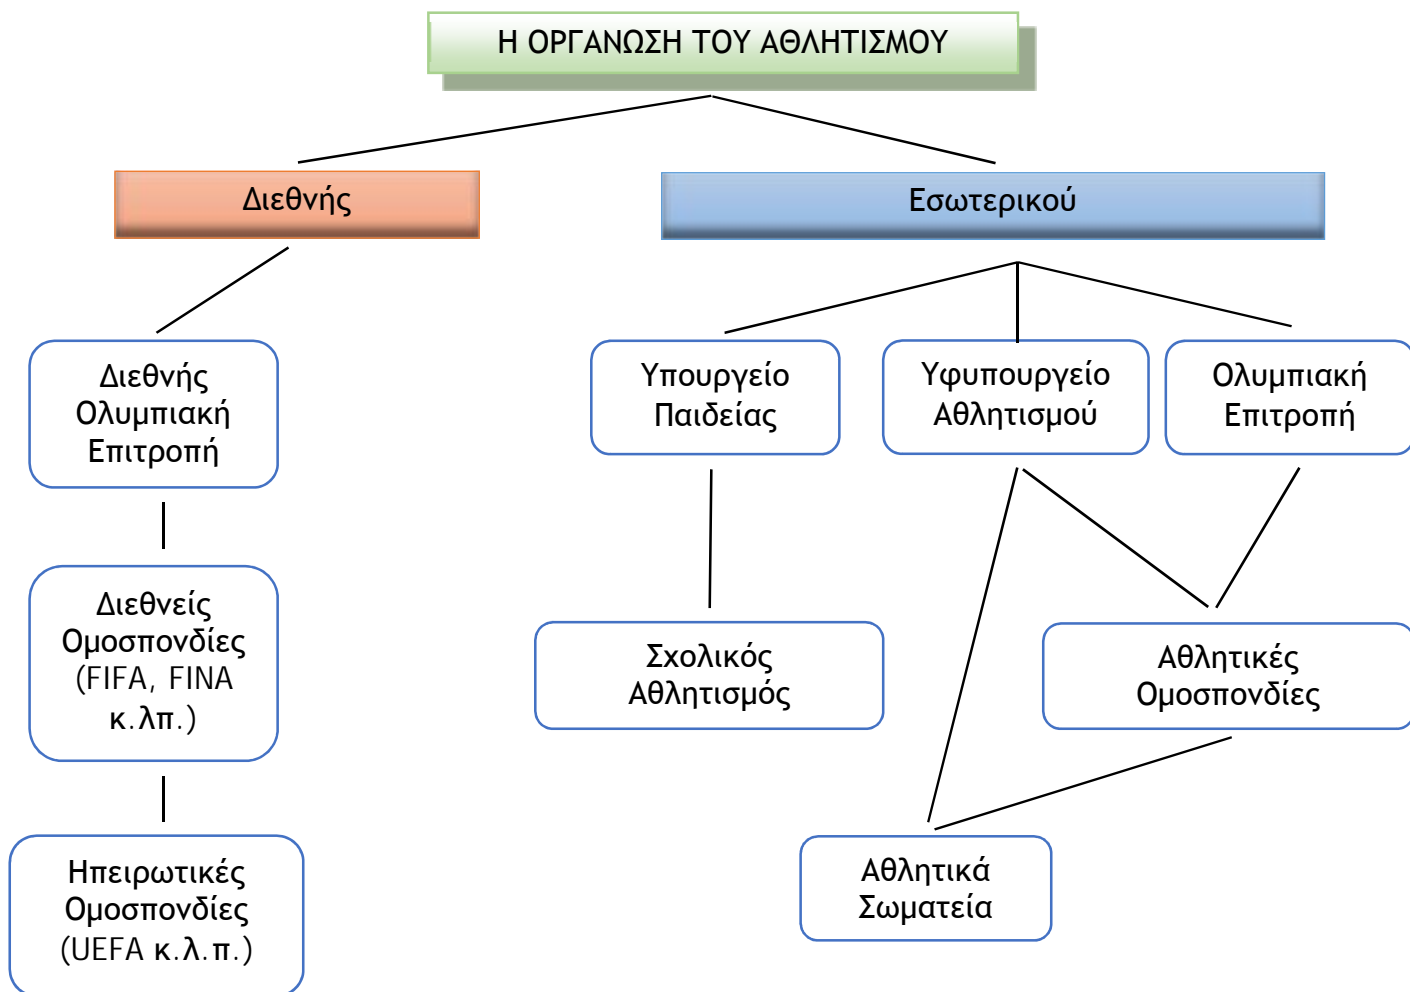 Η ΟΡΓΑΝΩΣΗ ΤΟΥ ΑΘΛΗΤΙΣΜΟΥ
Διεθνής
Εσωτερικού
Διεθνής
Ολυμπιακή
Επιτροπή
Υπουργείο
Παιδείας
Υφυπουργείο
Αθλητισμού
Ολυμπιακή
Επιτροπή
Διεθνείς
Ομοσπονδίες
(FIFA, FINA
κ.λπ.)
Σχολικός
Αθλητισμός
Αθλητικές
Ομοσπονδίες
Ηπειρωτικές
Ομοσπονδίες
(UEFA κ.λ.π.)
Αθλητικά
Σωματεία